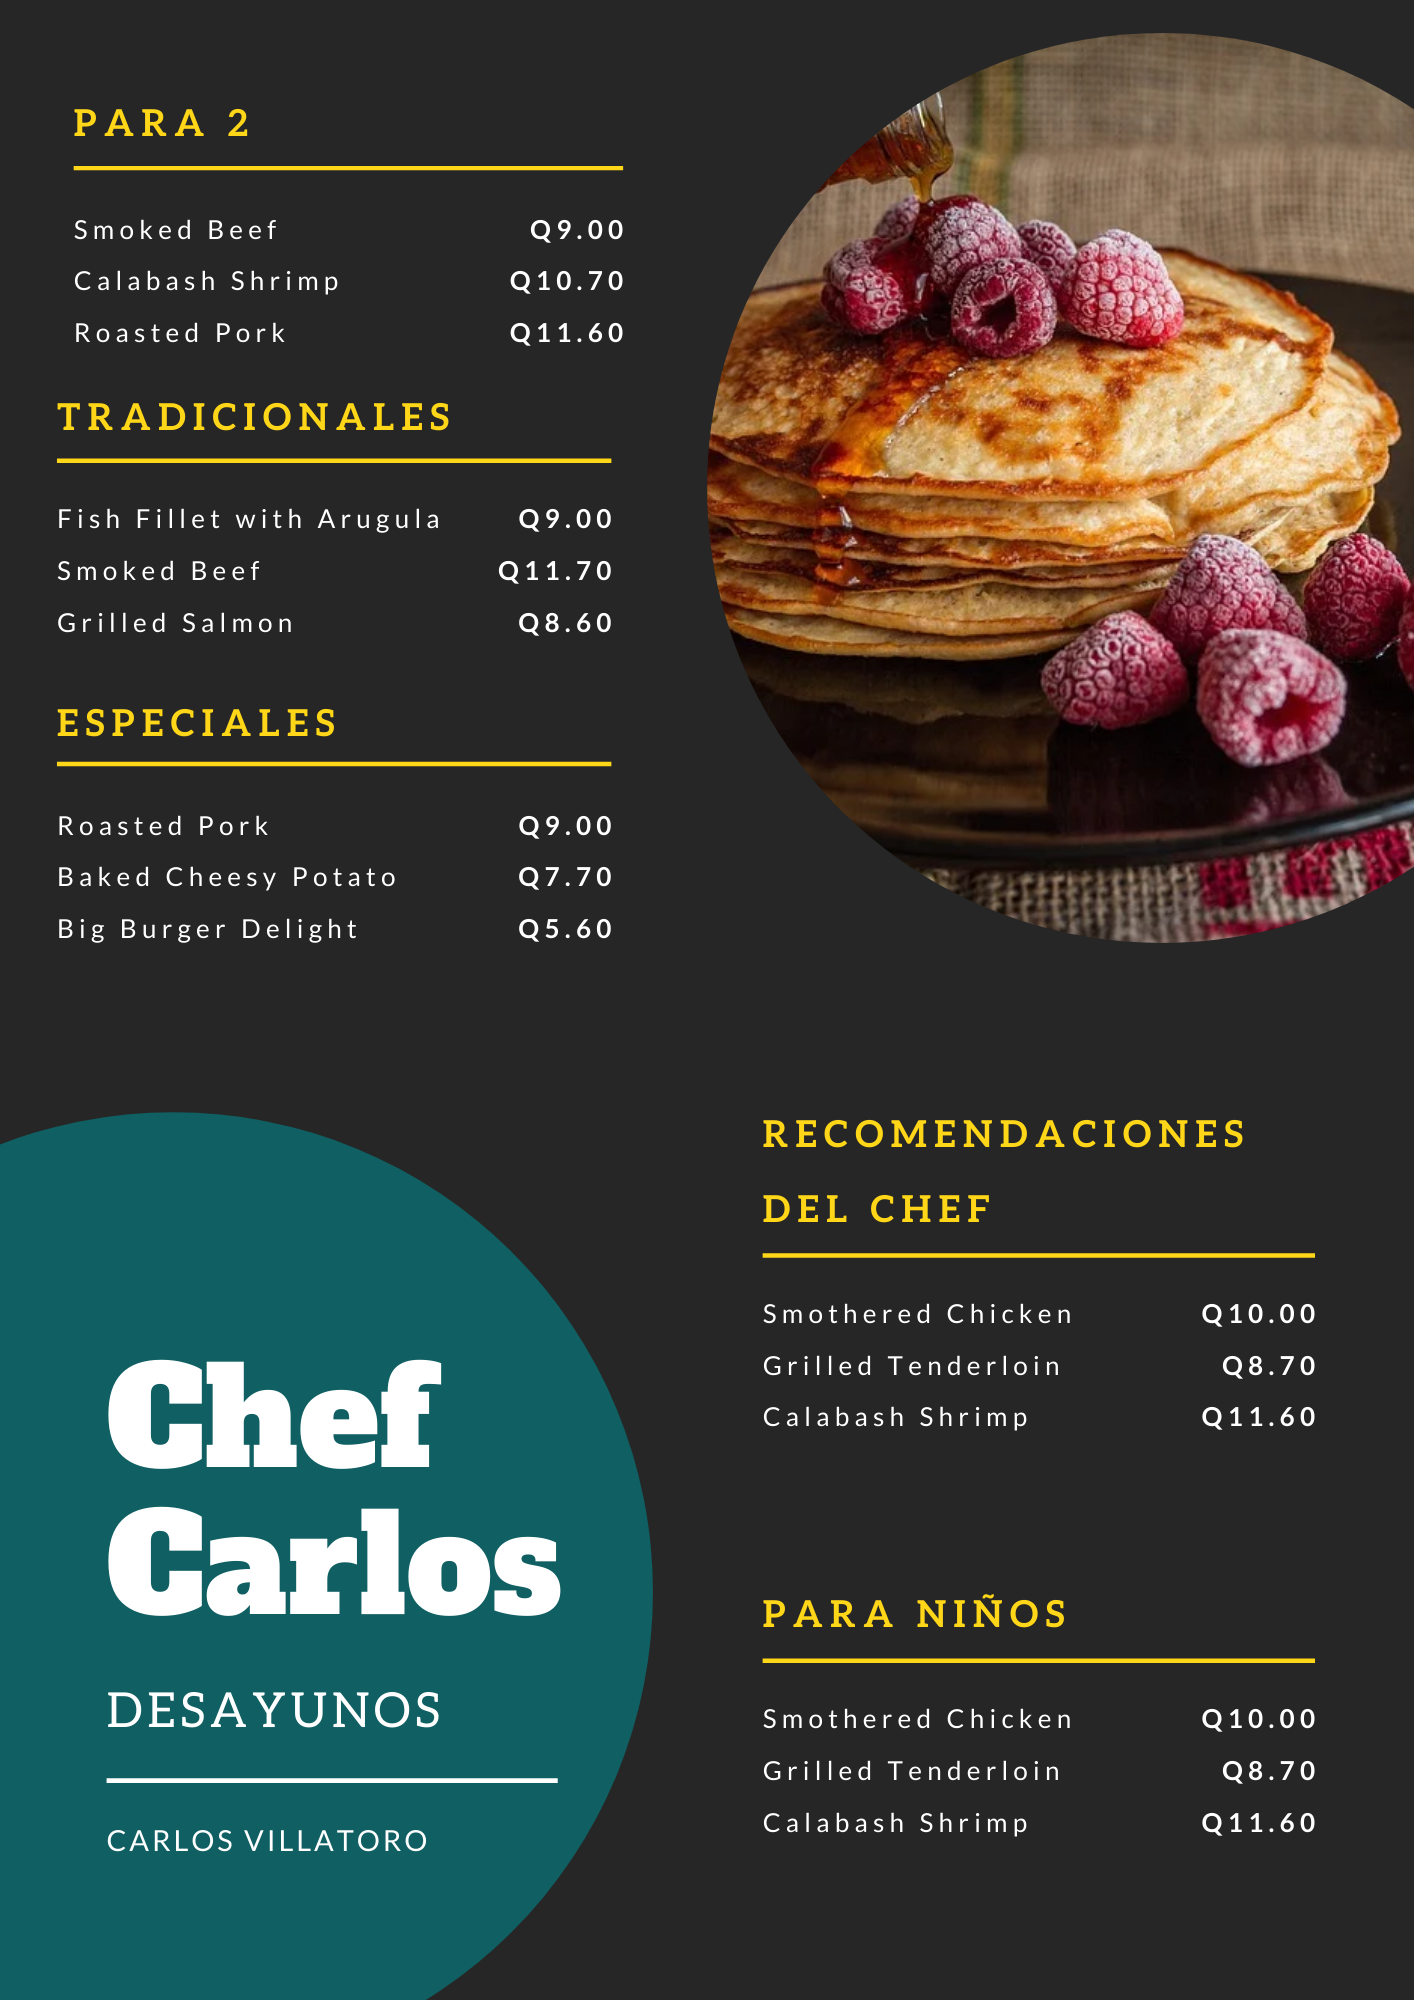 PARA 2
Smoked Beef Q9.00
Calabash Shrimp Q10.70
Roasted Pork Q11.60
TRADICIONALES
Fish Fillet with Arugula Q9.00
Smoked Beef Q11.70
Grilled Salmon Q8.60
ESPECIALES
Roasted Pork Q9.00
Baked Cheesy Potato Q7.70
Big Burger Delight Q5.60
Chef
Carlos
DESAYUNOS
CARLOS VILLATORO
RECOMENDACIONES
DEL CHEF
Smothered Chicken Q10.00
Grilled Tenderloin Q8.70
Calabash Shrimp Q11.60
PARA NIÑOS
Smothered Chicken Q10.00
Grilled Tenderloin Q8.70
Calabash Shrimp Q11.60